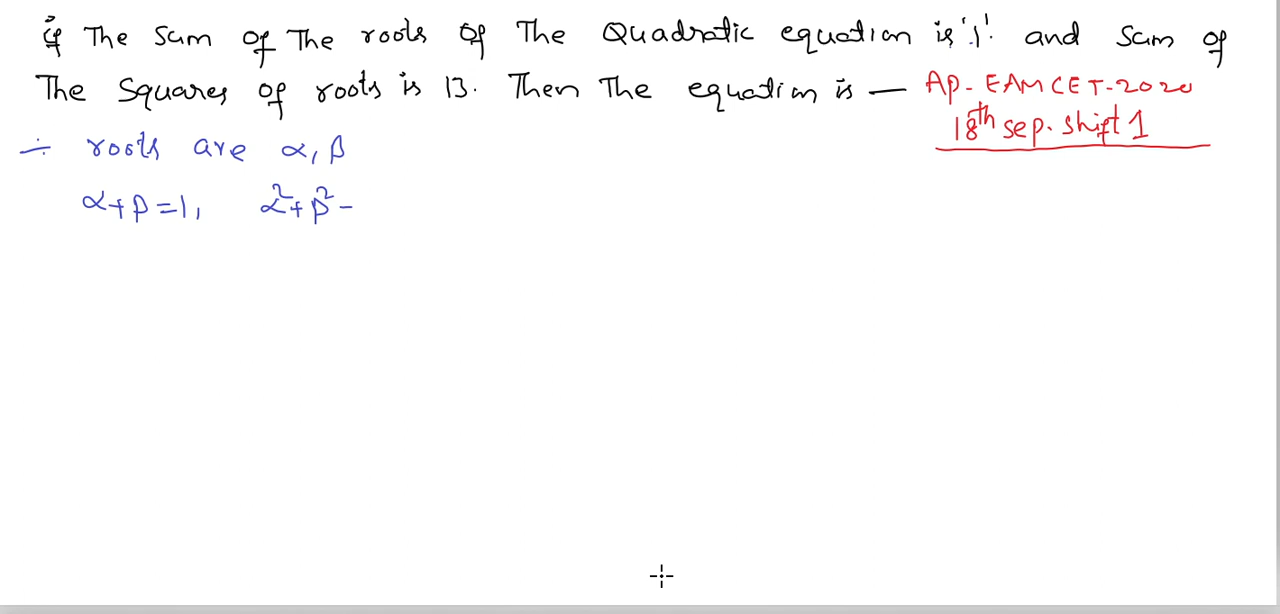 if The Sum of The roots of The Quadratic equation is '1' and Sum of
The Squares of roots is 13. Then The equation is — AP-EAMCET-2020
18th sep. shift 1
∴ roots are α, β
α+β=1, α²+β²-